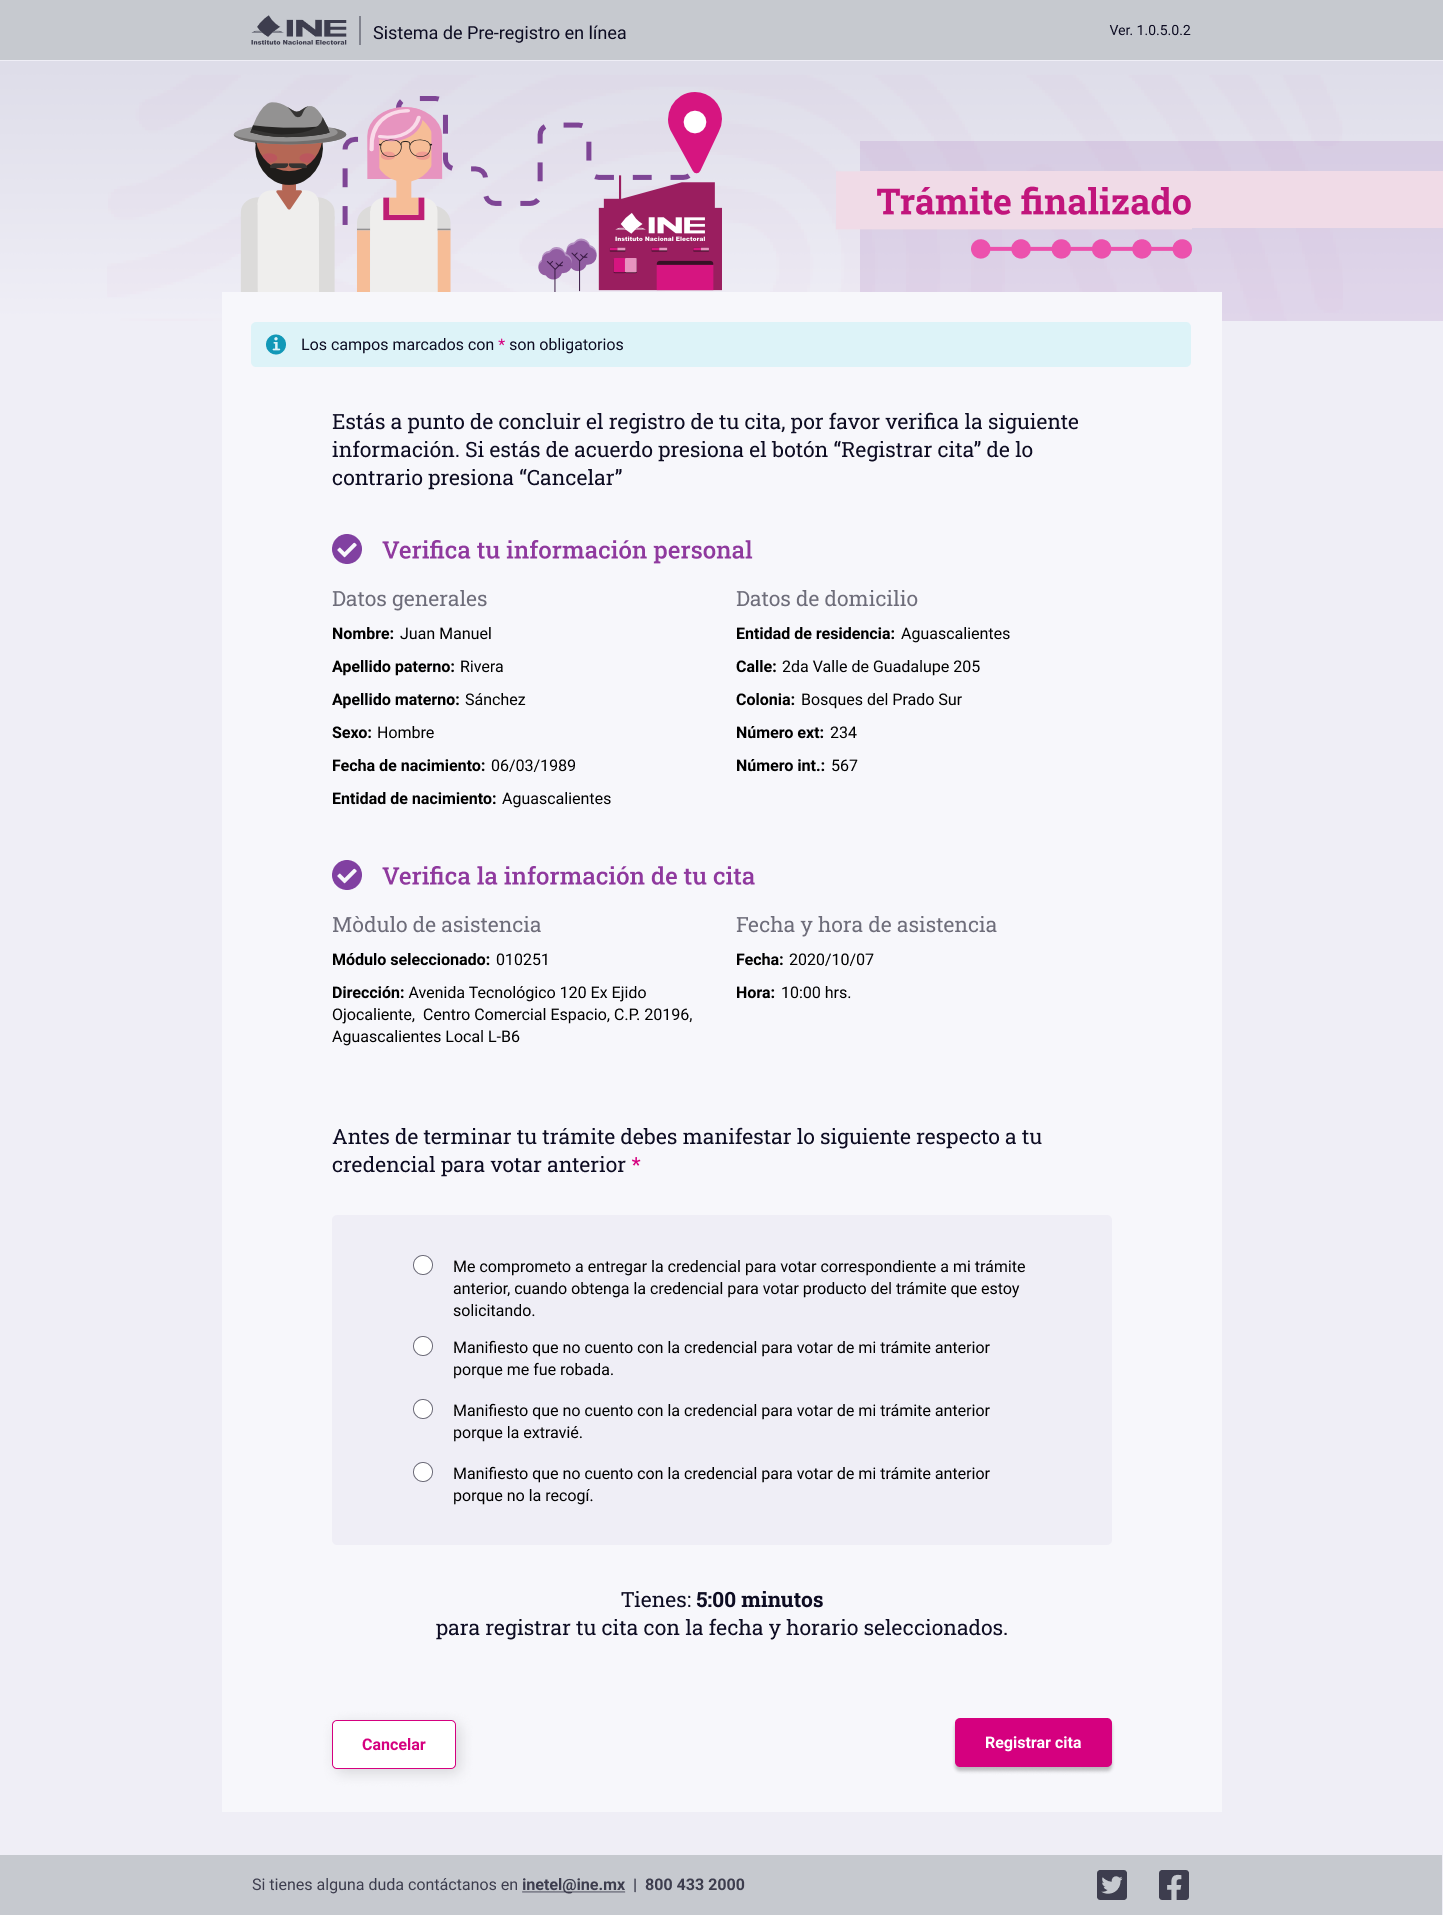 INE
Instituto Nacional Electoral
Sistema de Pre-registro en línea
Ver. 1.0.5.0.2
INE
Instituto Nacional Electoral
Trámite finalizado
Los campos marcados con * son obligatorios
Estás a punto de concluir el registro de tu cita, por favor verifica la siguiente
información. Si estás de acuerdo presiona el botón “Registrar cita” de lo
contrario presiona “Cancelar”
Verifica tu información personal
Datos generales
Nombre: Juan Manuel
Apellido paterno: Rivera
Apellido materno: Sánchez
Sexo: Hombre
Fecha de nacimiento: 06/03/1989
Entidad de nacimiento: Aguascalientes
Datos de domicilio
Entidad de residencia: Aguascalientes
Calle: 2da Valle de Guadalupe 205
Colonia: Bosques del Prado Sur
Número ext: 234
Número int.: 567
Verifica la información de tu cita
Mòdulo de asistencia
Módulo seleccionado: 010251
Dirección: Avenida Tecnológico 120 Ex Ejido
Ojocaliente,  Centro Comercial Espacio, C.P. 20196,
Aguascalientes Local L-B6
Fecha y hora de asistencia
Fecha: 2020/10/07
Hora: 10:00 hrs.
Antes de terminar tu trámite debes manifestar lo siguiente respecto a tu
credencial para votar anterior *
Me comprometo a entregar la credencial para votar correspondiente a mi trámite
anterior, cuando obtenga la credencial para votar producto del trámite que estoy
solicitando.
Manifiesto que no cuento con la credencial para votar de mi trámite anterior
porque me fue robada.
Manifiesto que no cuento con la credencial para votar de mi trámite anterior
porque la extravié.
Manifiesto que no cuento con la credencial para votar de mi trámite anterior
porque no la recogí.
Tienes: 5:00 minutos
para registrar tu cita con la fecha y horario seleccionados.
Cancelar
Registrar cita
Si tienes alguna duda contáctanos en inetel@ine.mx | 800 433 2000